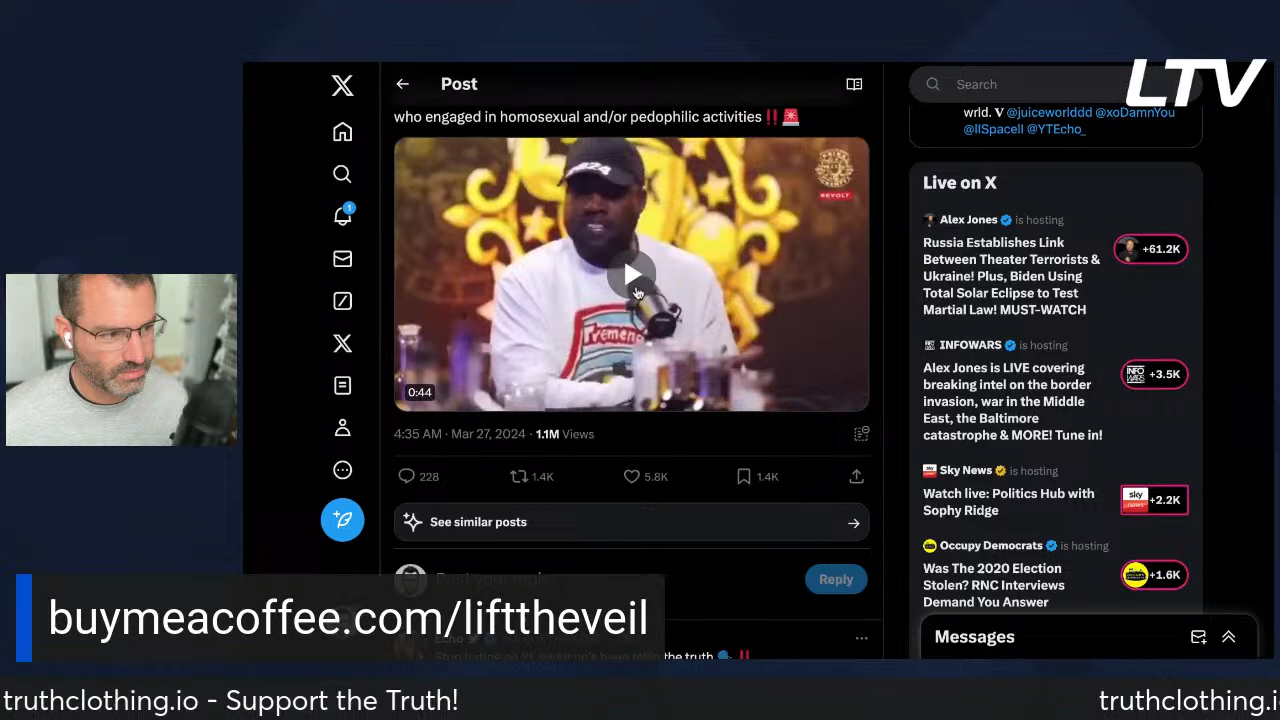 LTV
Post
Search
who engaged in homosexual and/or pedophilic activities ‼️🚨
wrld. V @juiceworlddd @xoDamnYou
@llSpacell @YTEcho_
REVOLT
0:44
1
4:35 AM · Mar 27, 2024 · 1.1M Views
228
1.4K
5.8K
1.4K
See similar posts
Reply
Live on X
Alex Jones is hosting
Russia Establishes Link
Between Theater Terrorists &
Ukraine! Plus, Biden Using
Total Solar Eclipse to Test
Martial Law! MUST-WATCH
+61.2K
INFOWARS is hosting
Alex Jones is LIVE covering
breaking intel on the border
invasion, war in the Middle
East, the Baltimore
catastrophe & MORE! Tune in!
+3.5K
Sky News is hosting
Watch live: Politics Hub with
Sophy Ridge
sky
+2.2K
Occupy Democrats is hosting
Was The 2020 Election
Stolen? RNC Interviews
Demand You Answer
+1.6K
Messages
buymeacoffee.com/lifttheveil
truthclothing.io - Support the Truth!
truthclothing.i